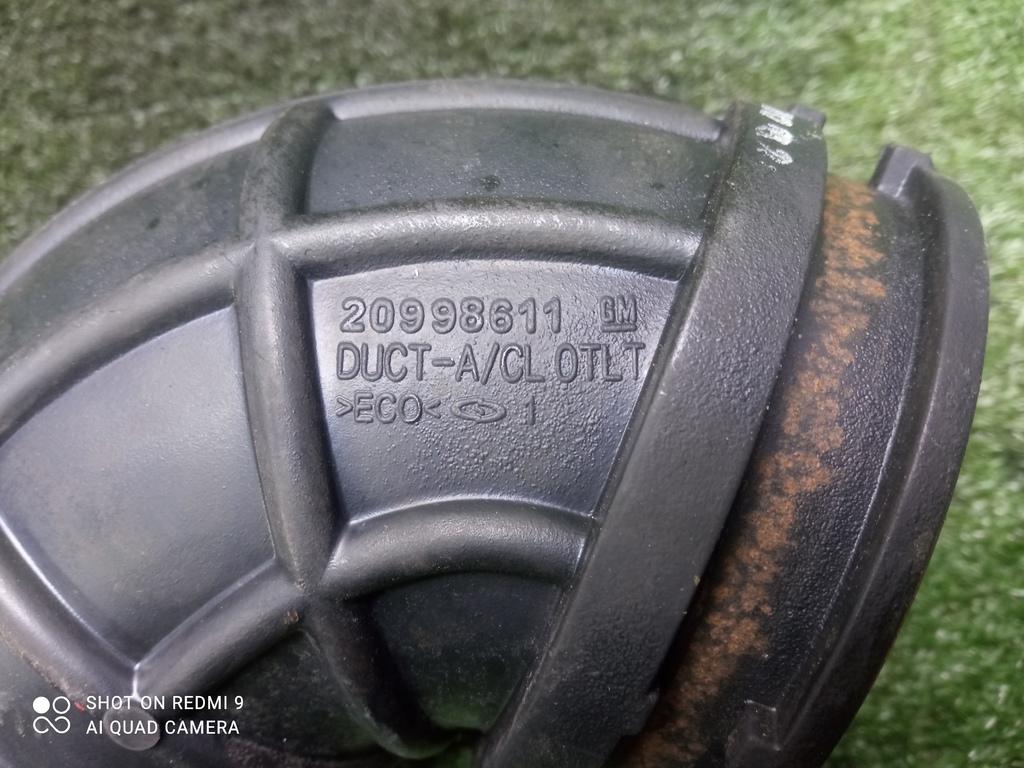 20998611 GM
DUCT-A/CL OTLT
>ECO< 1
SHOT ON REDMI 9
AI QUAD CAMERA